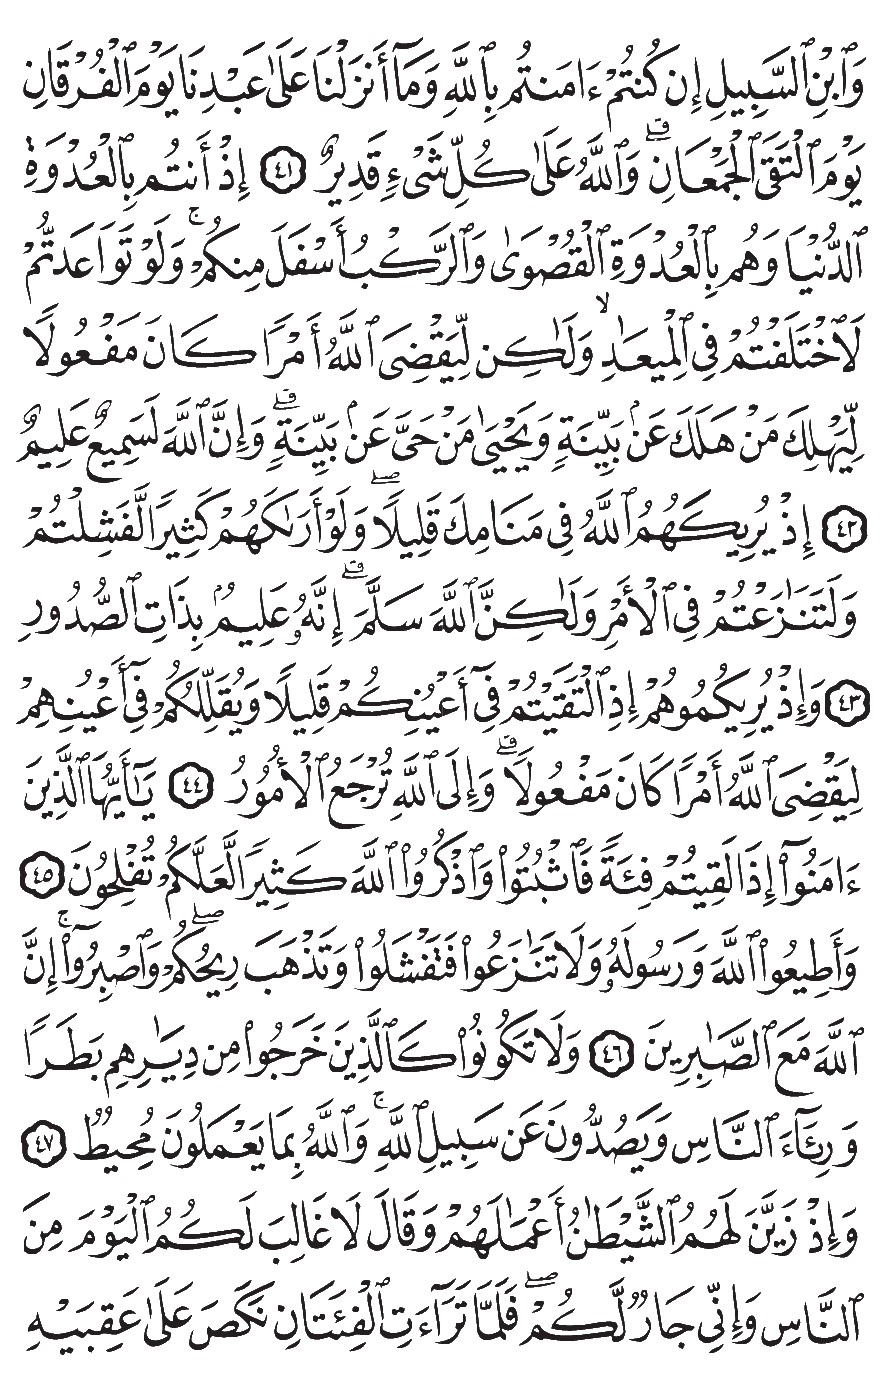 وَٱبۡنِ ٱلسَّبِيلِ إِن كُنتُمۡ ءَامَنتُم بِٱللَّهِ وَمَآ أَنزَلۡنَا عَلَىٰ عَبۡدِنَا يَوۡمَ ٱلۡفُرۡقَانِ
يَوۡمَ ٱلۡتَقَى ٱلۡجَمۡعَانِۗ وَٱللَّهُ عَلَىٰ كُلِّ شَيۡءٖ قَدِيرٌ ٤١ إِذۡ أَنتُم بِٱلۡعُدۡوَةِ
ٱلدُّنۡيَا وَهُم بِٱلۡعُدۡوَةِ ٱلۡقُصۡوَىٰ وَٱلرَّكۡبُ أَسۡفَلَ مِنكُمۡۚ وَلَوۡ تَوَاعَدتُّمۡ
لَٱخۡتَلَفۡتُمۡ فِي ٱلۡمِيعَٰدِۙ وَلَٰكِن لِّيَقۡضِيَ ٱللَّهُ أَمۡرٗا كَانَ مَفۡعُولٗا
لِّيَهۡلِكَ مَنۡ هَلَكَ عَنۢ بَيِّنَةٖ وَيَحۡيَىٰ مَنۡ حَيَّ عَنۢ بَيِّنَةٖۗ وَإِنَّ ٱللَّهَ لَسَمِيعٌ عَلِيمٌ
٤٢ إِذۡ يُرِيكَهُمُ ٱللَّهُ فِي مَنَامِكَ قَلِيلٗاۖ وَلَوۡ أَرَىٰكَهُمۡ كَثِيرٗا لَّفَشِلۡتُمۡ
وَلَتَنَٰزَعۡتُمۡ فِي ٱلۡأَمۡرِ وَلَٰكِنَّ ٱللَّهَ سَلَّمَۗ إِنَّهُۥ عَلِيمُۢ بِذَاتِ ٱلصُّدُورِ
٤٣ وَإِذۡ يُرِيكُمُوهُمۡ إِذِ ٱلۡتَقَيۡتُمۡ فِيٓ أَعۡيُنِكُمۡ قَلِيلٗا وَيُقَلِّلُكُمۡ فِيٓ أَعۡيُنِهِمۡ
لِيَقۡضِيَ ٱللَّهُ أَمۡرٗا كَانَ مَفۡعُولٗاۗ وَإِلَى ٱللَّهِ تُرۡجَعُ ٱلۡأُمُورُ ٤٤ يَٰٓأَيُّهَا ٱلَّذِينَ
ءَامَنُوٓاْ إِذَا لَقِيتُمۡ فِئَةٗ فَٱثۡبُتُواْ وَٱذۡكُرُواْ ٱللَّهَ كَثِيرٗا لَّعَلَّكُمۡ تُفۡلِحُونَ ٤٥
وَأَطِيعُواْ ٱللَّهَ وَرَسُولَهُۥ وَلَا تَنَٰزَعُواْ فَتَفۡشَلُواْ وَتَذۡهَبَ رِيحُكُمۡۖ وَٱصۡبِرُوٓاْۚ إِنَّ
ٱللَّهَ مَعَ ٱلصَّٰبِرِينَ ٤٦ وَلَا تَكُونُواْ كَٱلَّذِينَ خَرَجُواْ مِن دِيَٰرِهِم بَطَرٗا
وَرِئَآءَ ٱلنَّاسِ وَيَصُدُّونَ عَن سَبِيلِ ٱللَّهِۚ وَٱللَّهُ بِمَا يَعۡمَلُونَ مُحِيطٞ ٤٧
وَإِذۡ زَيَّنَ لَهُمُ ٱلشَّيۡطَٰنُ أَعۡمَٰلَهُمۡ وَقَالَ لَا غَالِبَ لَكُمُ ٱلۡيَوۡمَ مِنَ
ٱلنَّاسِ وَإِنِّي جَارٞ لَّكُمۡۖ فَلَمَّا تَرَآءَتِ ٱلۡفِئَتَانِ نَكَصَ عَلَىٰ عَقِبَيۡهِ